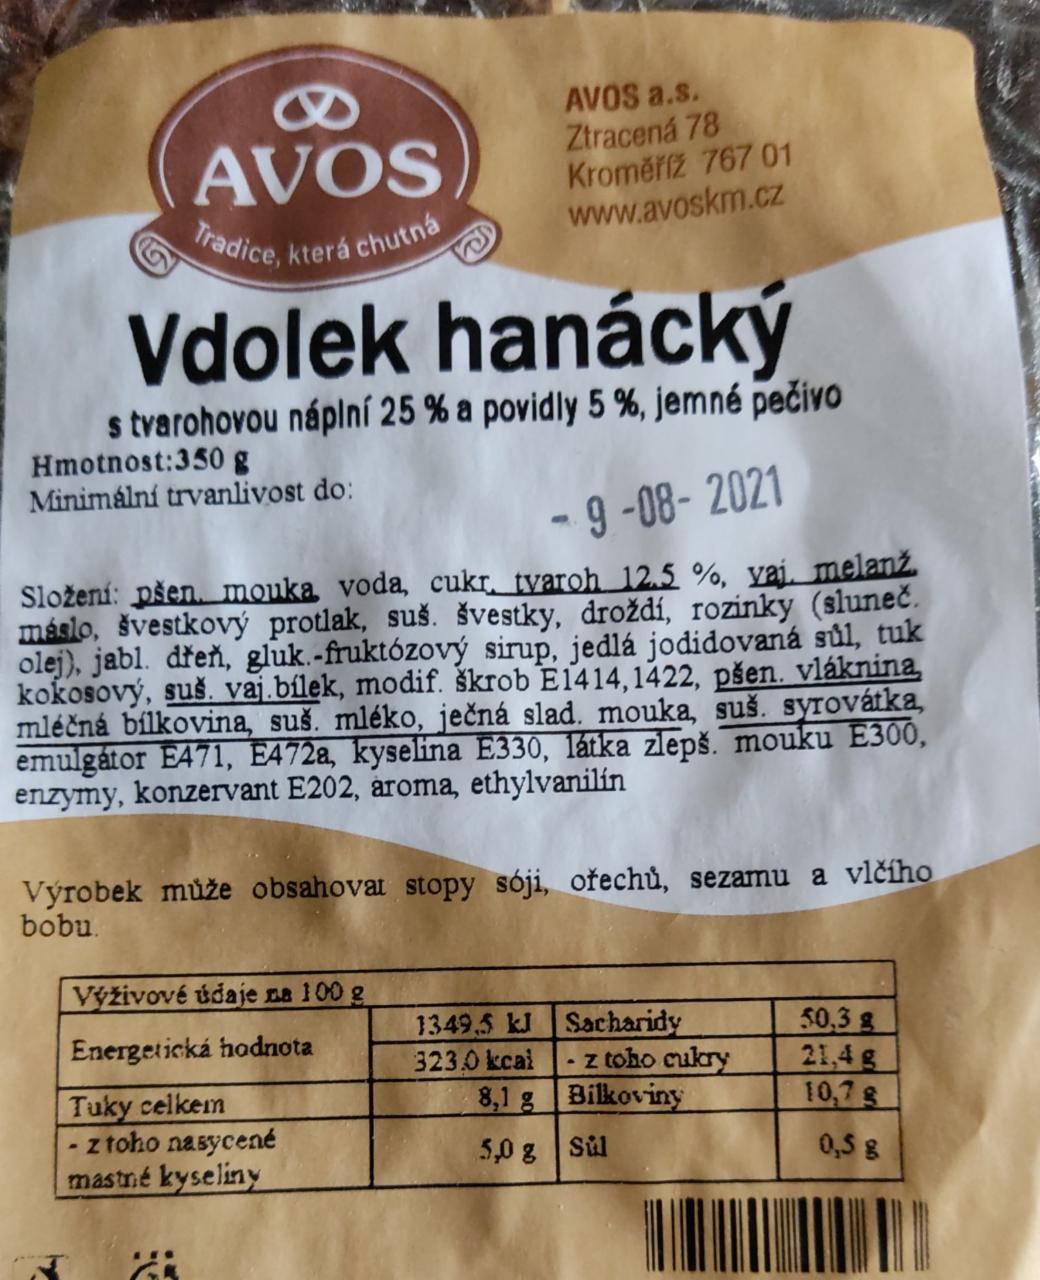 AVOS
Tradice, která chutná
AVOS a.s.
Ztracená 78
Kroměříž 767 01
www.avoskm.cz
Vdolek hanácký
s tvarohovou náplní 25 % a povidly 5 %, jemné pečivo
Hmotnost:350 g
Minimální trvanlivost do:
- 9 -08- 2021
Složení: pšen. mouka, voda, cukr, tvaroh 12.5 %, vaj. melanž,
máslo, švestkový protlak, suš. švestky, droždí, rozinky (sluneč.
olej), jabl. dřeň, gluk.-fruktózový sirup, jedlá jodidovaná sůl, tuk
kokosový, suš. vaj.bílek, modif. škrob E1414,1422, pšen. vláknina,
mléčná bílkovina, suš. mléko, ječná slad. mouka, suš. syrovátka,
emulgátor E471, E472a, kyselina E330, látka zlepš. mouku E300,
enzymy, konzervant E202, aroma, ethylvanilín
Výrobek může obsahovat stopy sóji, ořechů, sezamu a vlčího
bobu.
Výživové údaje na 100 g
Energetická hodnota 1349,5 kJ Sacharidy 50,3 g
323,0 kcal - z toho cukry 21,4 g
Tuky celkem 8,1 g Bílkoviny 10,7 g
- z toho nasycené
mastné kyseliny 5,0 g Sůl 0,5 g